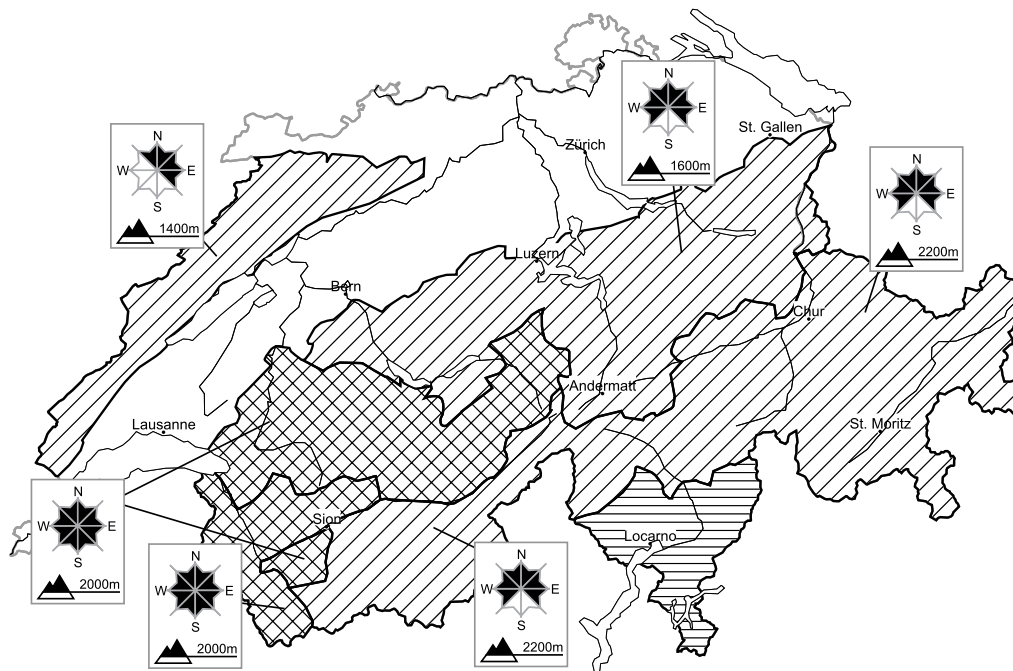 N
W E
S
1600m
St. Gallen
Zürich
N
W E
S
1400m
N
W E
S
2200m
Luzern
Bern
Chur
Andermatt
Lausanne
St. Moritz
N
W E
S
2000m
Sion
Locarno
N
W E
S
2000m
N
W E
S
2200m